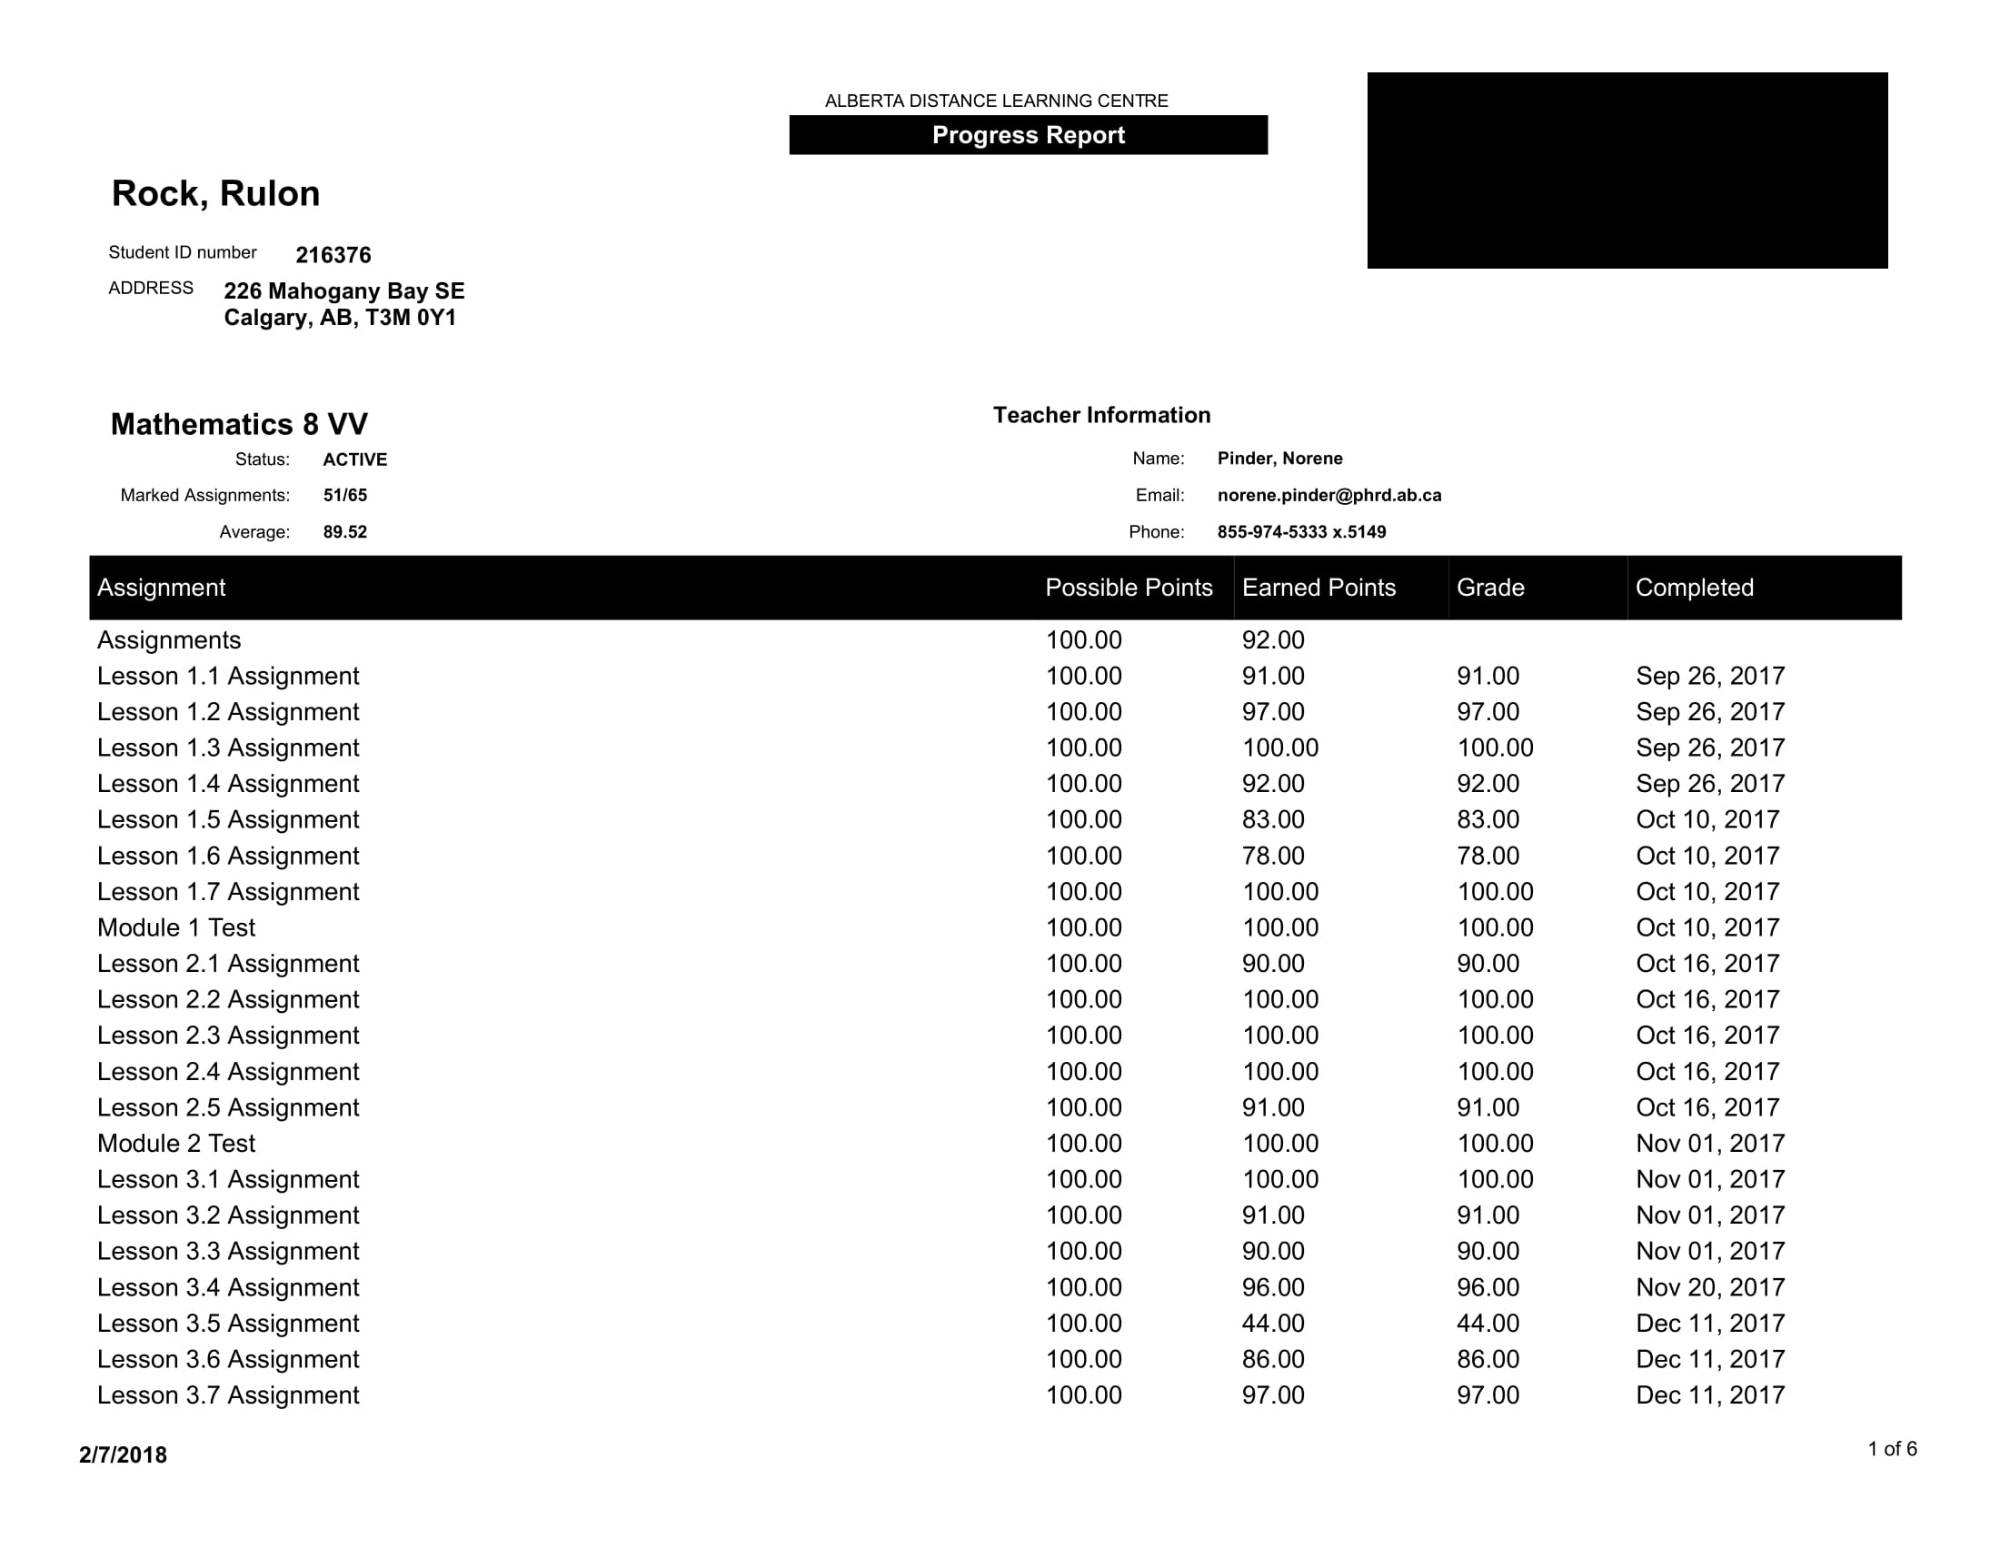 ALBERTA DISTANCE LEARNING CENTRE
Progress Report
Rock, Rulon
Student ID number 216376
ADDRESS 226 Mahogany Bay SE
Calgary, AB, T3M 0Y1
Mathematics 8 VV
Status: ACTIVE
Marked Assignments: 51/65
Average: 89.52
Teacher Information
Name: Pinder, Norene
Email: norene.pinder@phrd.ab.ca
Phone: 855-974-5333 x.5149
Assignment Possible Points Earned Points Grade Completed
Assignments 100.00 92.00
Lesson 1.1 Assignment 100.00 91.00 91.00 Sep 26, 2017
Lesson 1.2 Assignment 100.00 97.00 97.00 Sep 26, 2017
Lesson 1.3 Assignment 100.00 100.00 100.00 Sep 26, 2017
Lesson 1.4 Assignment 100.00 92.00 92.00 Sep 26, 2017
Lesson 1.5 Assignment 100.00 83.00 83.00 Oct 10, 2017
Lesson 1.6 Assignment 100.00 78.00 78.00 Oct 10, 2017
Lesson 1.7 Assignment 100.00 100.00 100.00 Oct 10, 2017
Module 1 Test 100.00 100.00 100.00 Oct 10, 2017
Lesson 2.1 Assignment 100.00 90.00 90.00 Oct 16, 2017
Lesson 2.2 Assignment 100.00 100.00 100.00 Oct 16, 2017
Lesson 2.3 Assignment 100.00 100.00 100.00 Oct 16, 2017
Lesson 2.4 Assignment 100.00 100.00 100.00 Oct 16, 2017
Lesson 2.5 Assignment 100.00 91.00 91.00 Oct 16, 2017
Module 2 Test 100.00 100.00 100.00 Nov 01, 2017
Lesson 3.1 Assignment 100.00 100.00 100.00 Nov 01, 2017
Lesson 3.2 Assignment 100.00 91.00 91.00 Nov 01, 2017
Lesson 3.3 Assignment 100.00 90.00 90.00 Nov 01, 2017
Lesson 3.4 Assignment 100.00 96.00 96.00 Nov 20, 2017
Lesson 3.5 Assignment 100.00 44.00 44.00 Dec 11, 2017
Lesson 3.6 Assignment 100.00 86.00 86.00 Dec 11, 2017
Lesson 3.7 Assignment 100.00 97.00 97.00 Dec 11, 2017
2/7/2018 1 of 6